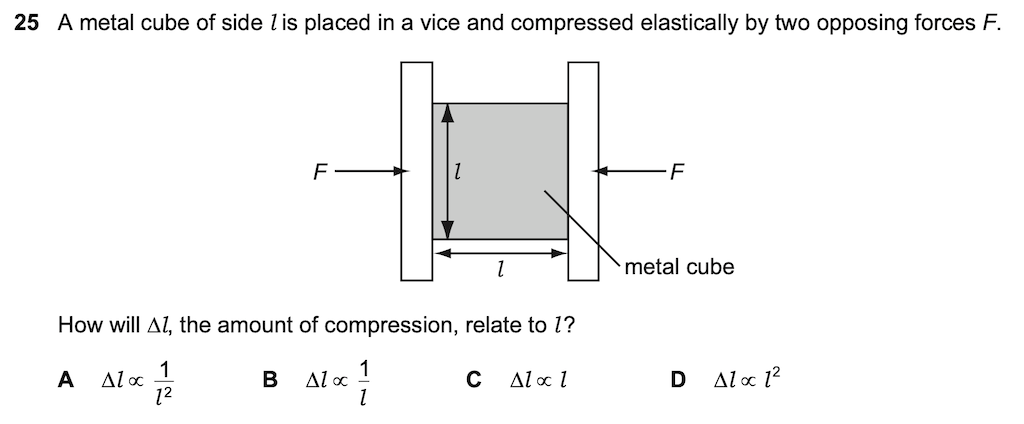 25 A metal cube of side l is placed in a vice and compressed elastically by two opposing forces F.
F
l
F
l
metal cube
How will Δl, the amount of compression, relate to l?
A Δl ∝ 1/l² B Δl ∝ 1/l C Δl ∝ l D Δl ∝ l²